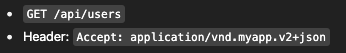 • GET /api/users
• Header: Accept: application/vnd.myapp.v2+json